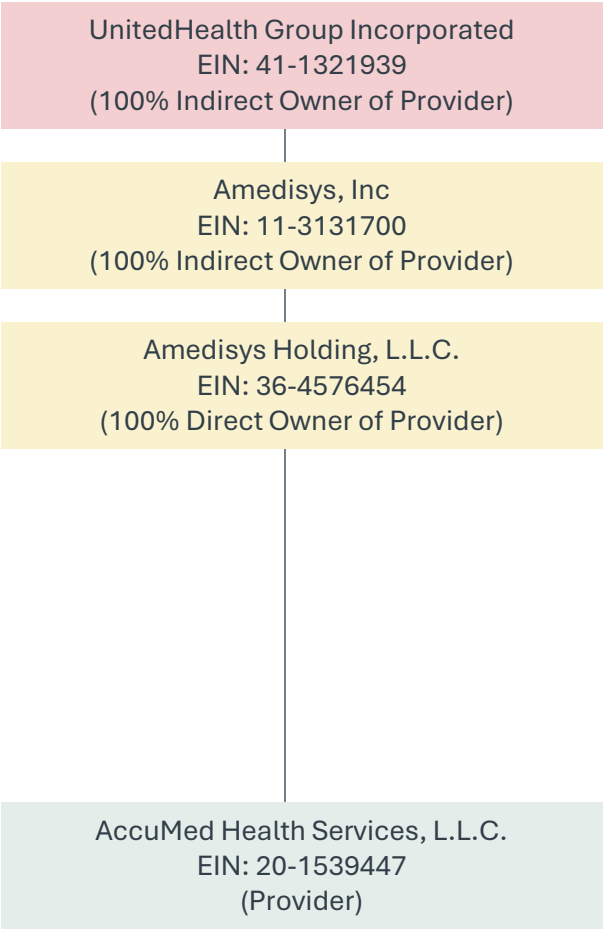 UnitedHealth Group Incorporated
EIN: 41-1321939
(100% Indirect Owner of Provider)
Amedisys, Inc
EIN: 11-3131700
(100% Indirect Owner of Provider)
Amedisys Holding, L.L.C.
EIN: 36-4576454
(100% Direct Owner of Provider)
AccuMed Health Services, L.L.C.
EIN: 20-1539447
(Provider)